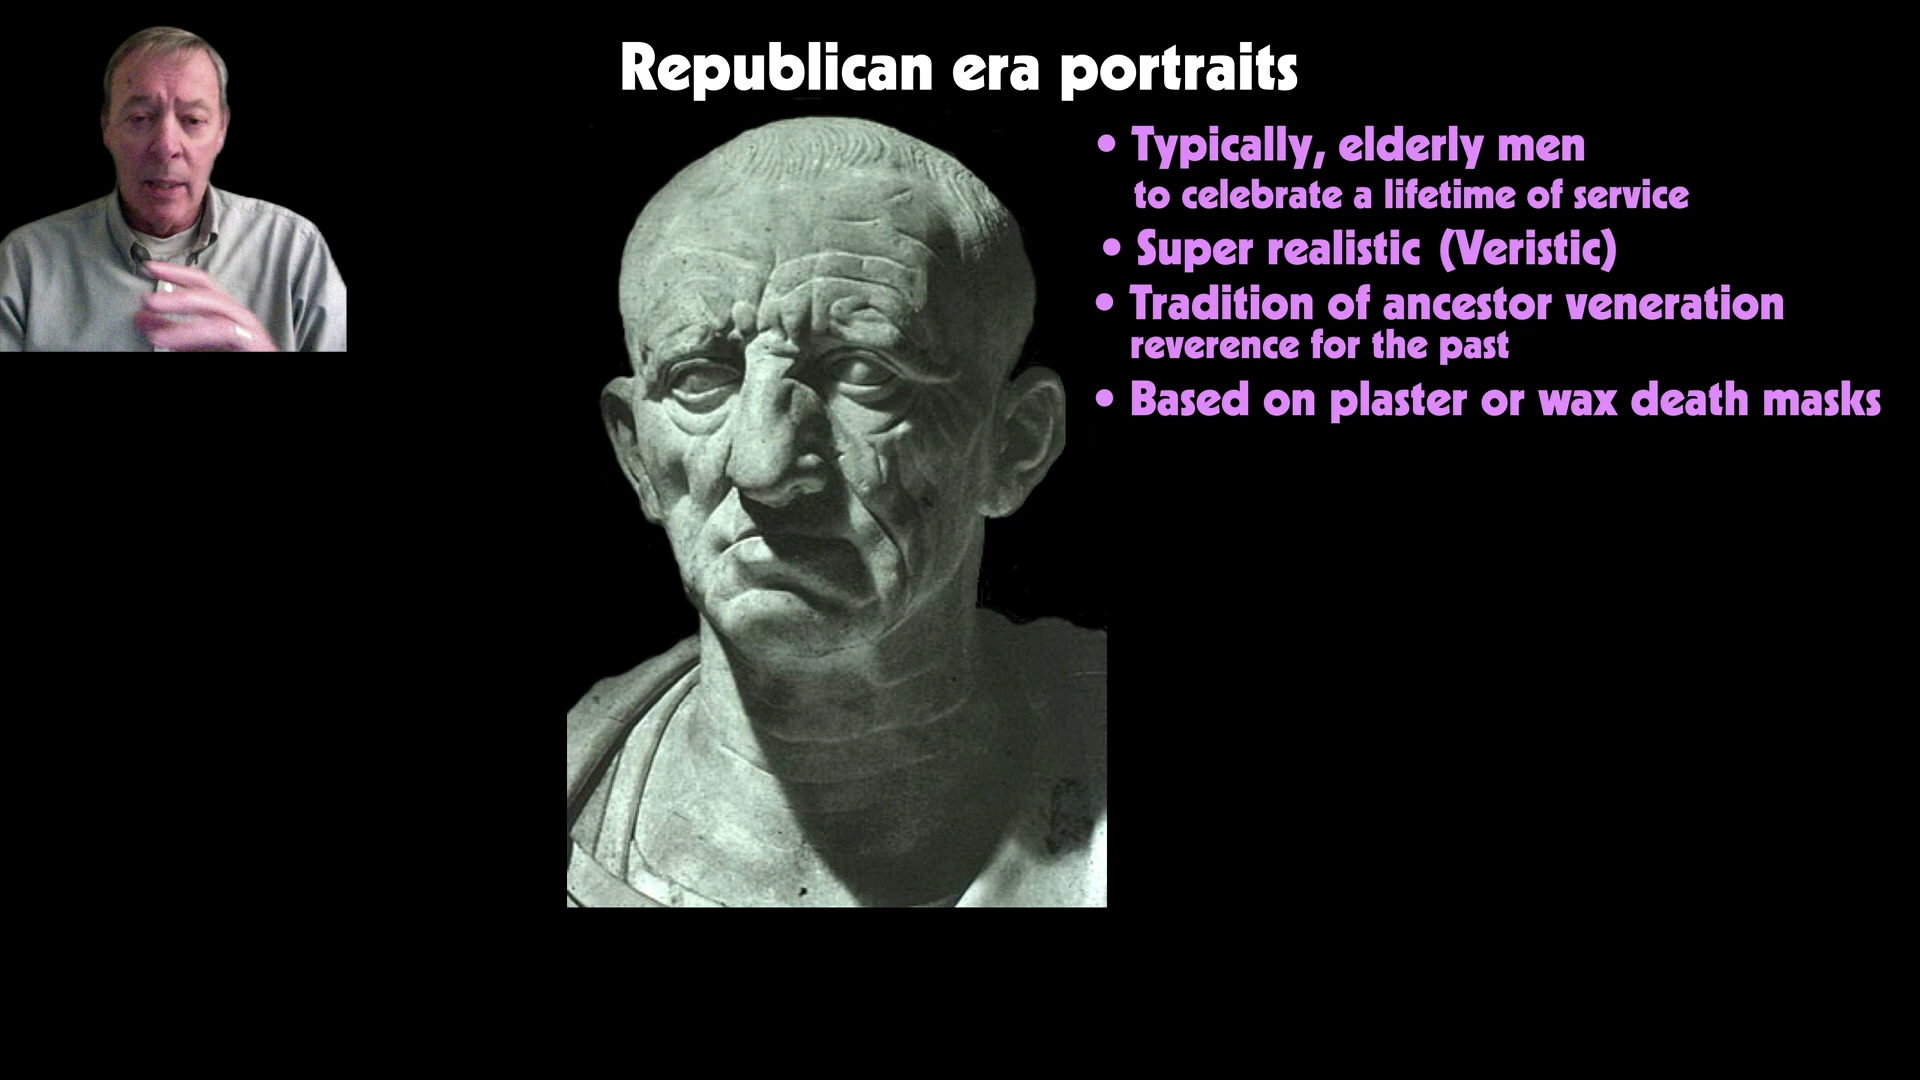 Republican era portraits
• Typically, elderly men
to celebrate a lifetime of service
• Super realistic (Veristic)
• Tradition of ancestor veneration
reverence for the past
• Based on plaster or wax death masks